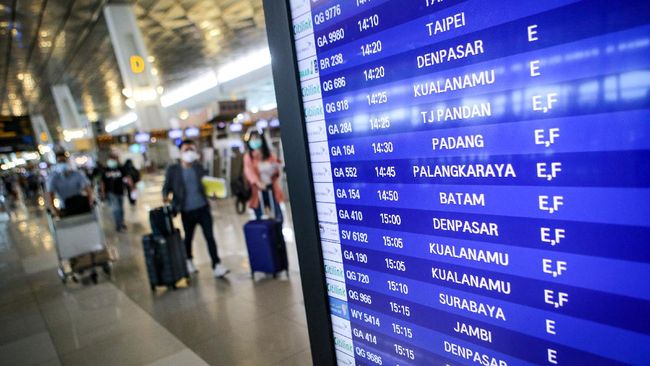 D
QG 9776 14:10
GA 9980 14:10
BR 238 14:20 TAIPEI
QG 686 14:20 DENPASAR E
QG 918 14:25 KUALANAMU E
GA 284 14:25 TJ PANDAN E,F
GA 164 14:30 PADANG E,F
GA 552 14:45 PALANGKARAYA E,F
GA 154 14:50 BATAM E,F
GA 410 15:00 DENPASAR E,F
SV 6192 15:05 KUALANAMU E,F
GA 190 15:05 KUALANAMU E,F
QG 720 15:10 SURABAYA E
QG 966 15:15 JAMBI E
WY 5414 15:15 DENPASAR
GA 414 15:15
QG 9686